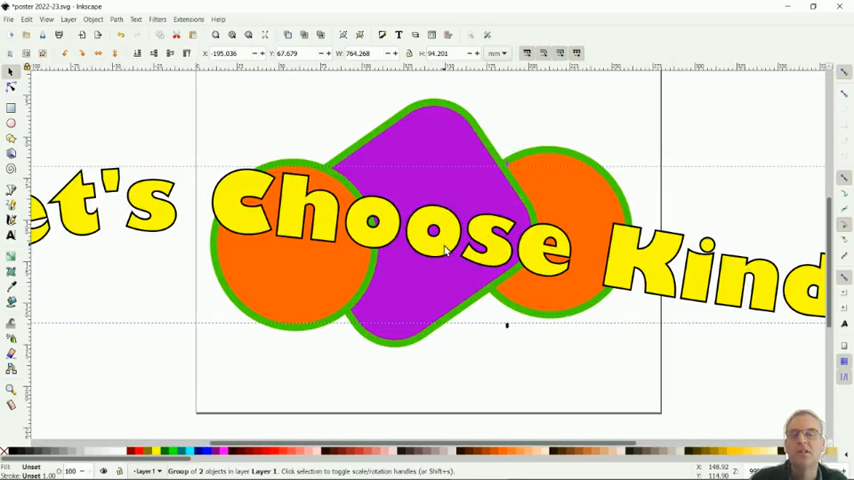 *poster 2022-23.svg - Inkscape
File Edit View Layer Object Path Text Filters Extensions Help
X: -195.036 Y: 67.679 W: 764.268 H: 94.201 mm
et's Choose Kind
Fill: Unset
Stroke: Unset 1.00
O: 100
Layer 1
Group of 2 objects in layer Layer 1. Click selection to toggle scale/rotation handles (or Shift+s).
X: 148.92
Y: 114.90
Z: